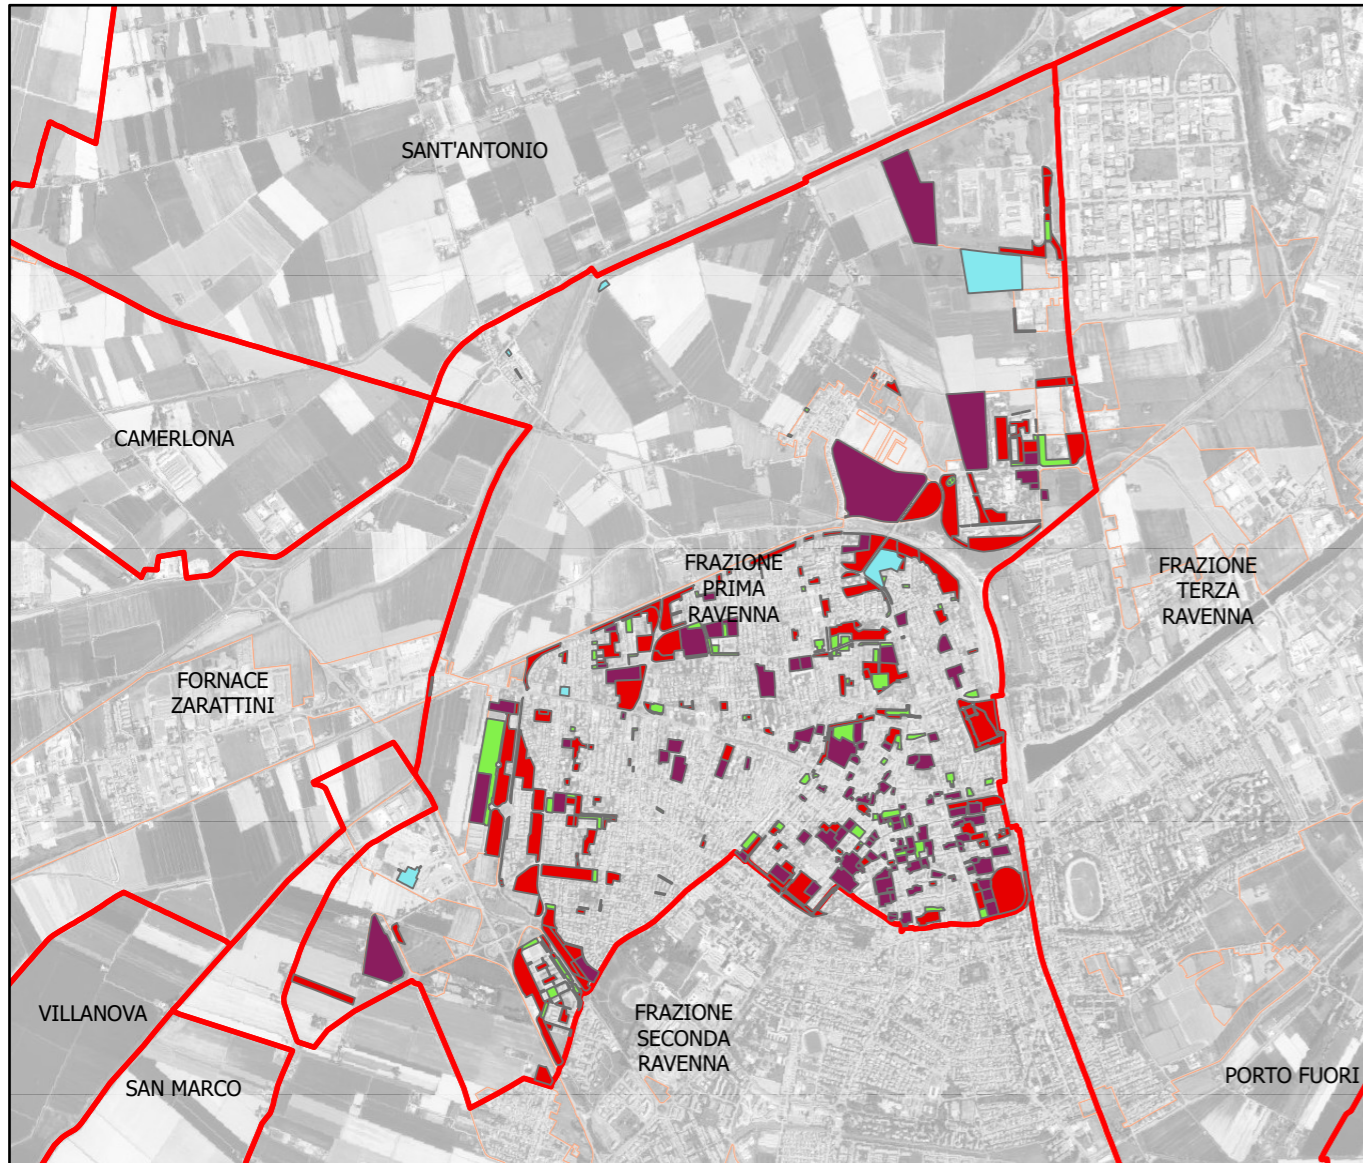 SANT'ANTONIO
CAMERLONA
FRAZIONE
PRIMA
RAVENNA
FRAZIONE
TERZA
RAVENNA
FORNACE
ZARATTINI
VILLANOVA
FRAZIONE
SECONDA
RAVENNA
SAN MARCO
PORTO FUORI